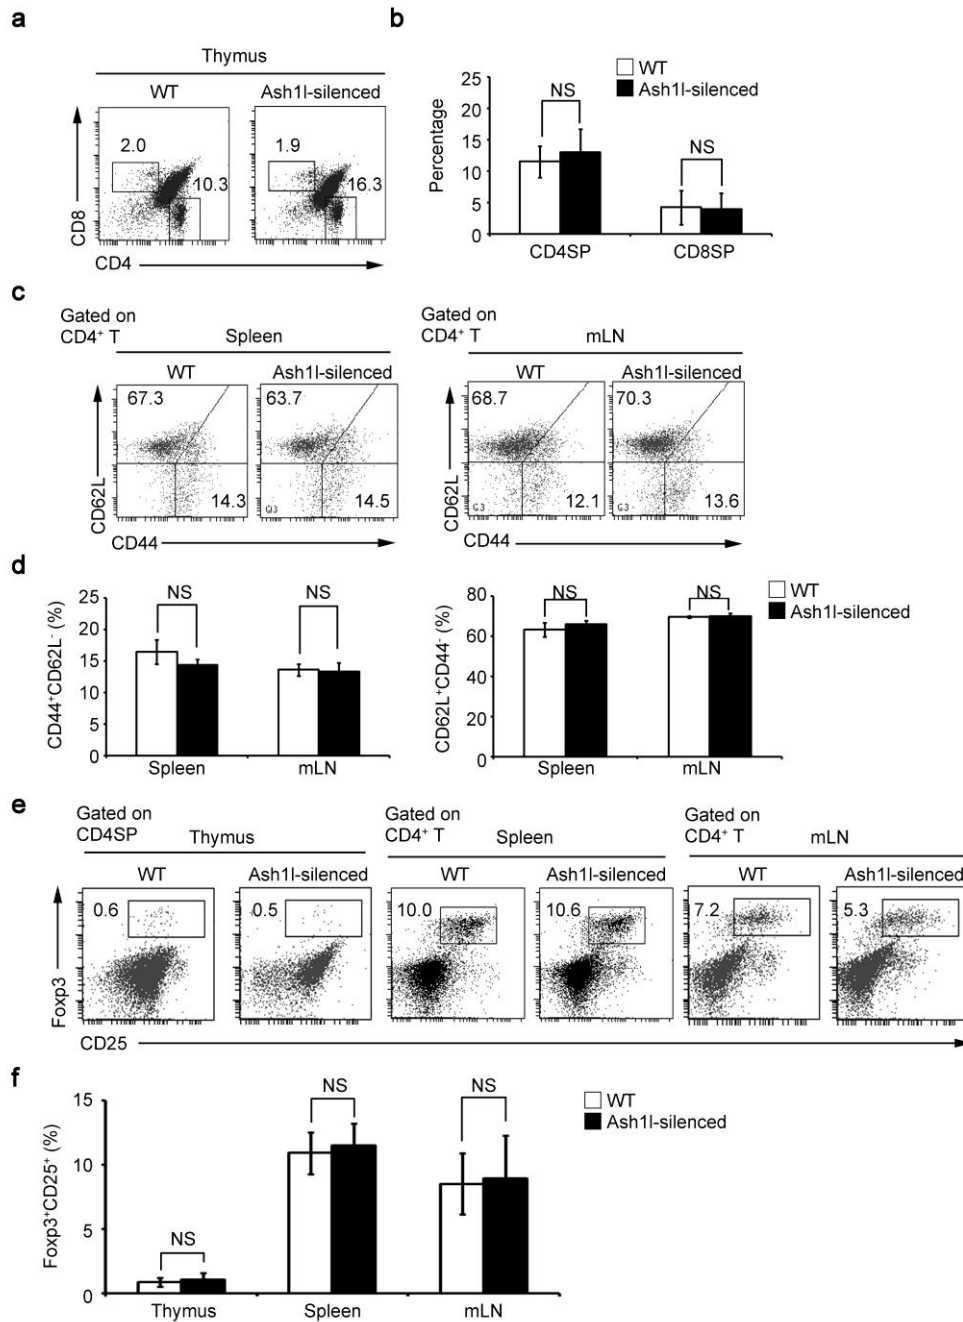 a
Thymus
WT Ash1l-silenced
2.0
10.3
1.9
16.3
CD8
CD4
b
WT
Ash1l-silenced
Percentage
25
20
15
10
5
0
NS
NS
CD4SP CD8SP
c
Gated on
CD4⁺ T
Spleen
WT Ash1l-silenced
67.3
14.3
63.7
14.5
Q3
CD62L
CD44
Gated on
CD4⁺ T
mLN
WT Ash1l-silenced
68.7
12.1
Q3
70.3
13.6
Q3
CD62L
CD44
d
CD44⁺CD62L⁻ (%)
25
20
15
10
5
0
NS
NS
Spleen mLN
CD62L⁺CD44⁻ (%)
80
60
40
20
0
NS
NS
Spleen mLN
WT
Ash1l-silenced
e
Gated on
CD4SP
Thymus
WT Ash1l-silenced
0.6
0.5
Gated on
CD4⁺ T
Spleen
WT Ash1l-silenced
10.0
10.6
Gated on
CD4⁺ T
mLN
WT Ash1l-silenced
7.2
5.3
Foxp3
CD25
f
Foxp3⁺CD25⁺ (%)
15
10
5
0
NS
NS
NS
Thymus Spleen mLN
WT
Ash1l-silenced